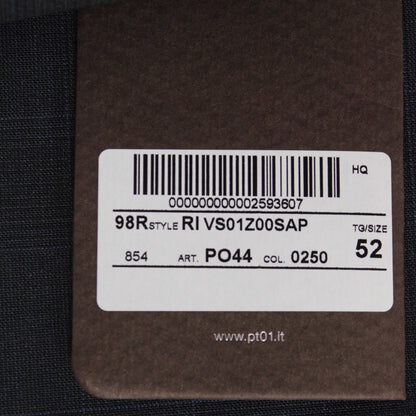 HQ
000000000002593607
98R STYLE RI VS01Z00SAP TG/SIZE
854 ART. PO44 COL. 0250 52
www.pt01.it